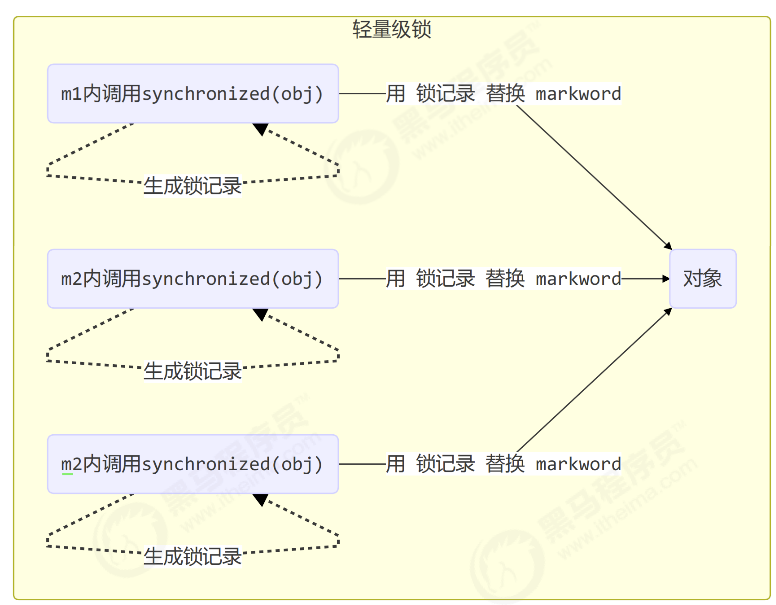 轻量级锁
m1内调用synchronized(obj)
用 锁记录 替换 markword
生成锁记录
m2内调用synchronized(obj)
用 锁记录 替换 markword
对象
生成锁记录
m2内调用synchronized(obj)
用 锁记录 替换 markword
生成锁记录
黑马程序员™
www.itheima.com
黑马程序员™
www.itheima.com
黑马程序员™
www.itheima.com